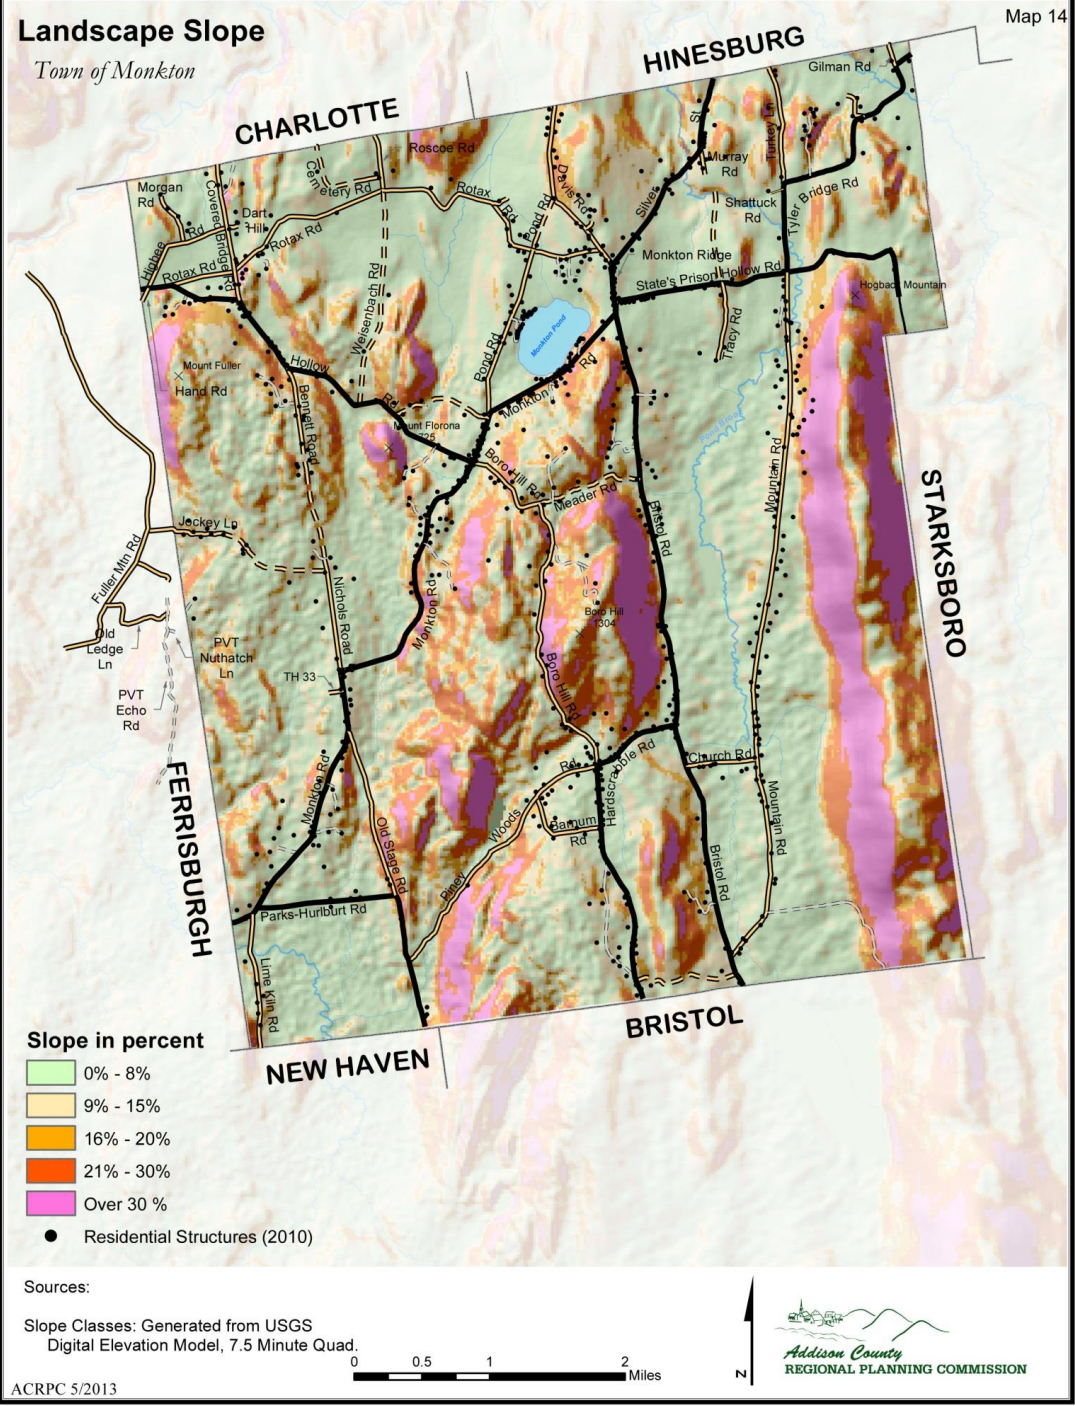 Landscape Slope
Map 14
Town of Monkton
HINESBURG
Gilman Rd
CHARLOTTE
Roscoe Rd
Turkey Ln
St
Murray
Rd
Cemetery Rd
Morgan
Rd
Covered Bridge Rd
Rotax
Rd
Davis Rd
Silver
Bridge Rd
Shattuck
Rd
Tyler
Dart
Hill
Rd
Pond Rd
Rotax Rd
Higbee
Rotax Rd
Monkton Ridge
State's Prison Hollow Rd
Hogback Mountain
Weisenbach Rd
Monkton Pond
Tracy Rd
Mount Fuller
Hollow
Rd
Pond Rd
Rd
Hand Rd
Monkton
Bennett Road
Mount Florona
725
Pond Brook
Boro Hill Rd
Mountain Rd
Meader Rd
STARKSBORO
Jockey Ln
Bristol Rd
Fuller Mtn Rd
Nichols Road
Monkton Rd
Boro Hill
1304
Old
Ledge
Ln
PVT
Nuthatch
Ln
TH 33
Boro Hill Rd
PVT
Echo
Rd
FERRISBURGH
Monkton Rd
Rd
Hardscrabble Rd
Church Rd
Mountain Rd
Old Stage Rd
Woods
Barnum
Rd
Piney
Bristol Rd
Parks-Hurlburt Rd
Lime Kiln Rd
BRISTOL
NEW HAVEN
Slope in percent
0% - 8%
9% - 15%
16% - 20%
21% - 30%
Over 30 %
Residential Structures (2010)
Sources:
Slope Classes: Generated from USGS
Digital Elevation Model, 7.5 Minute Quad.
0 0.5 1 2
Miles
N
Addison County
REGIONAL PLANNING COMMISSION
ACRPC 5/2013